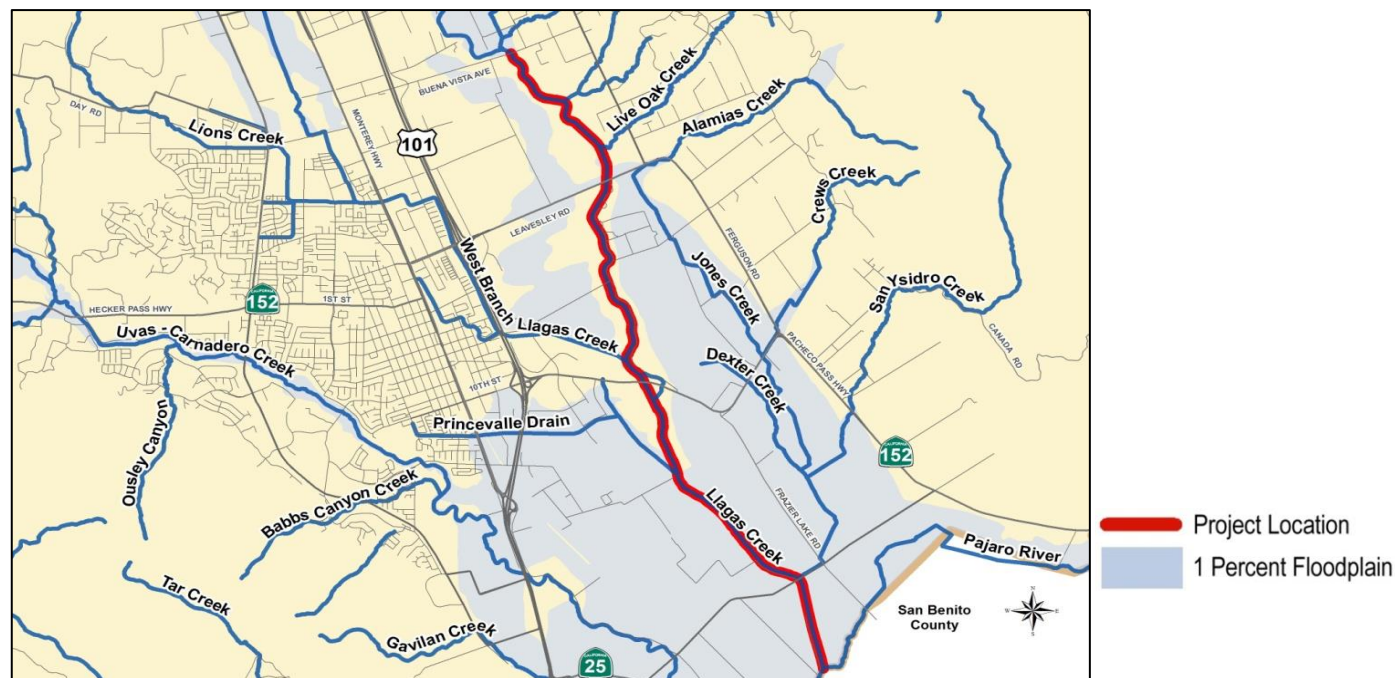 BUENA VISTA AVE
DAY RD
Lions Creek
MONTEREY HWY
101
Live Oak Creek
Alamias Creek
Crews Creek
LEAVESLEY RD
FERGUSON RD
West Branch
Llagas Creek
Jones Creek
San Ysidro Creek
CALIFORNIA
152
1ST ST
HECKER PASS HWY
Uvas - Carnadero Creek
CANADA RD
PACHECO PASS HWY
Dexter Creek
10TH ST
Princevalle Drain
Ousley Canyon
CALIFORNIA
152
Babbs Canyon Creek
Llagas Creek
FRAZIER LAKE RD
Project Location
Pajaro River
1 Percent Floodplain
Tar Creek
San Benito
County
N
W
E
S
Gavilan Creek
CALIFORNIA
25